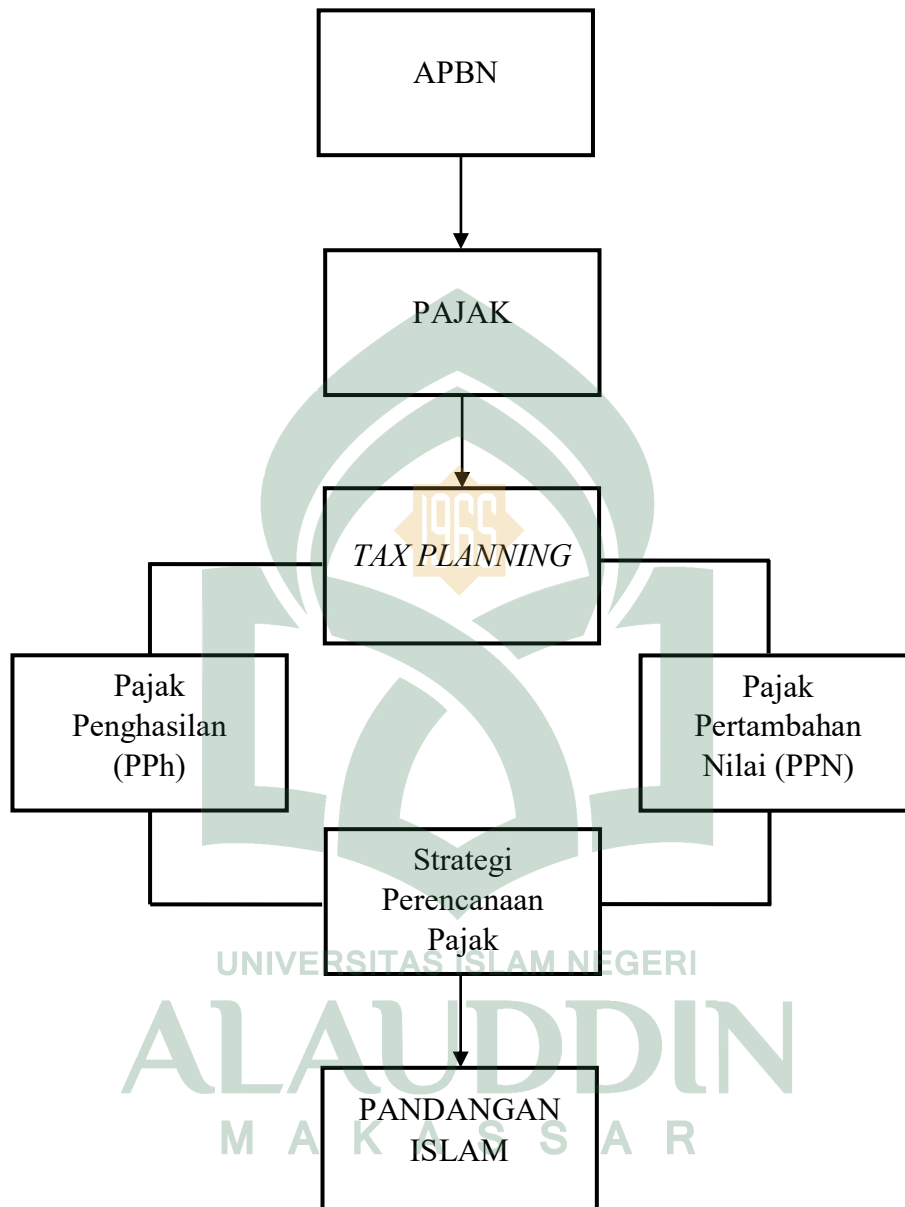 APBN
PAJAK
1965
TAX PLANNING
Pajak
Penghasilan
(PPh)
Pajak
Pertambahan
Nilai (PPN)
Strategi
Perencanaan
Pajak
UNIVERSITAS ISLAM NEGERI
ALAUDDIN
PANDANGAN
MAKASSAR
ISLAM